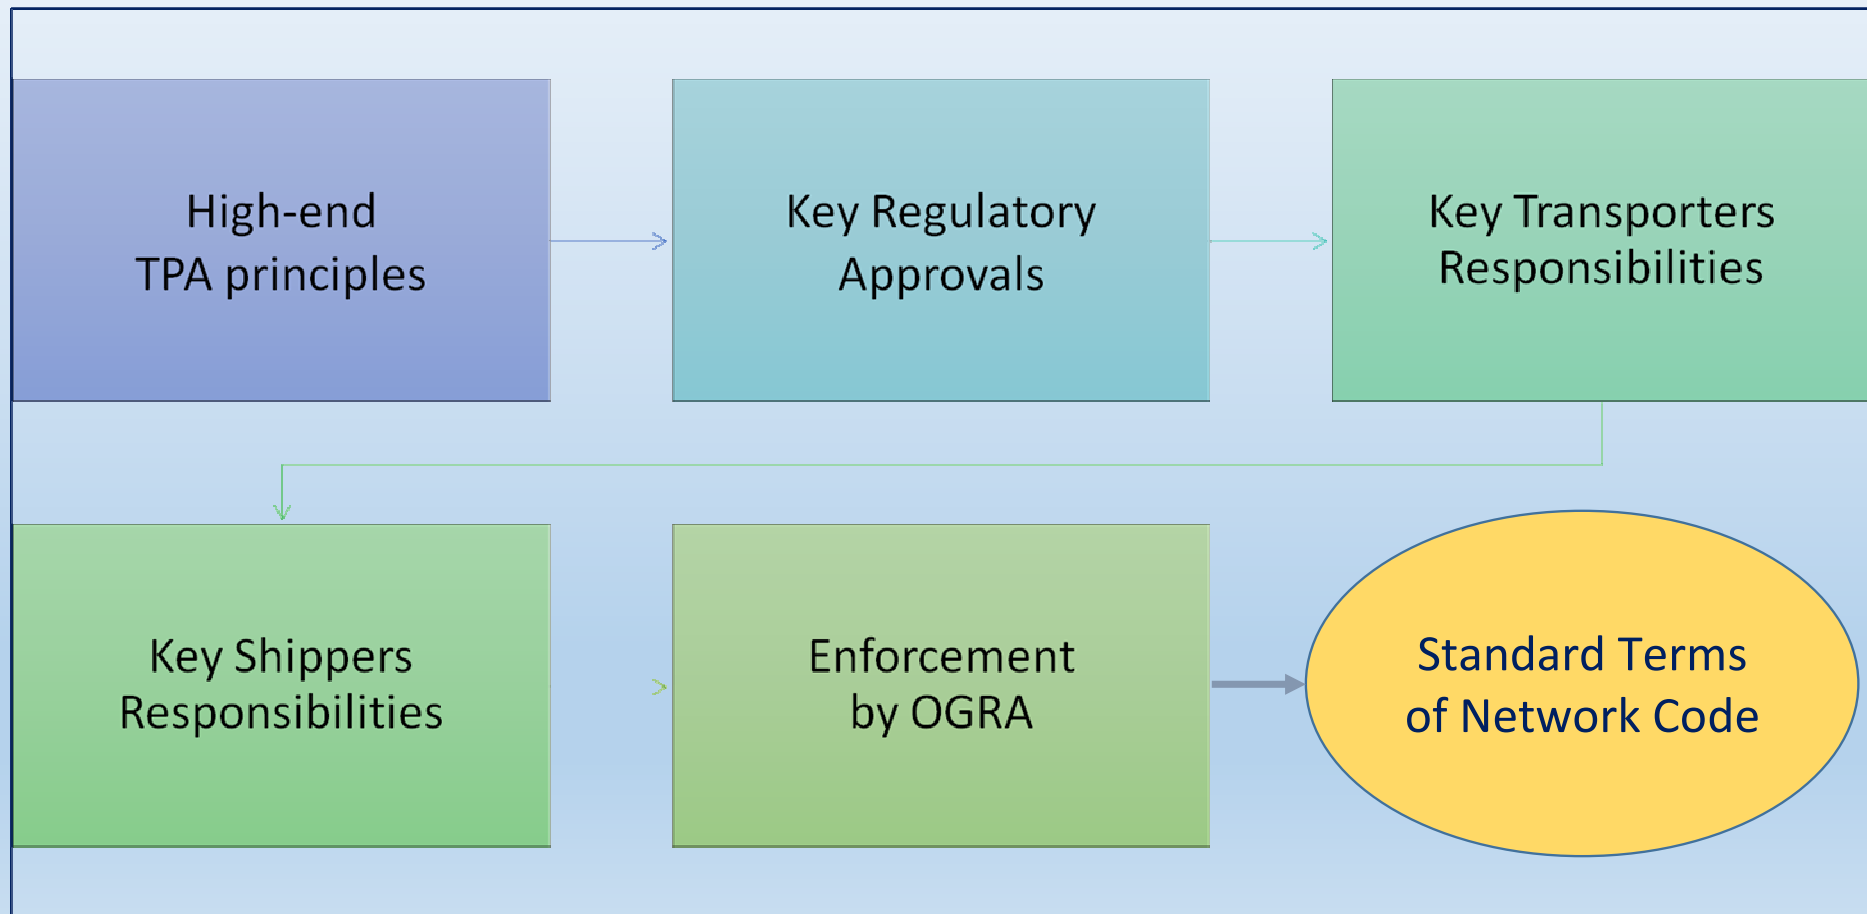 High-end
TPA principles
Key Regulatory
Approvals
Key Transporters
Responsibilities
Key Shippers
Responsibilities
Enforcement
by OGRA
Standard Terms
of Network Code